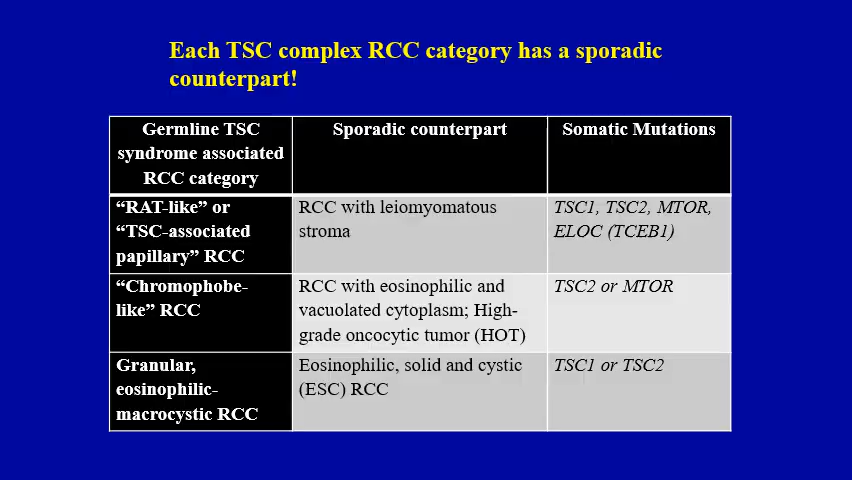 Each TSC complex RCC category has a sporadic
counterpart!
Germline TSC
syndrome associated
RCC category
Sporadic counterpart
Somatic Mutations
“RAT-like” or
“TSC-associated
papillary” RCC
RCC with leiomyomatous
stroma
TSC1, TSC2, MTOR,
ELOC (TCEB1)
“Chromophobe-
like” RCC
RCC with eosinophilic and
vacuolated cytoplasm; High-
grade oncocytic tumor (HOT)
TSC2 or MTOR
Granular,
eosinophilic-
macrocystic RCC
Eosinophilic, solid and cystic
(ESC) RCC
TSC1 or TSC2